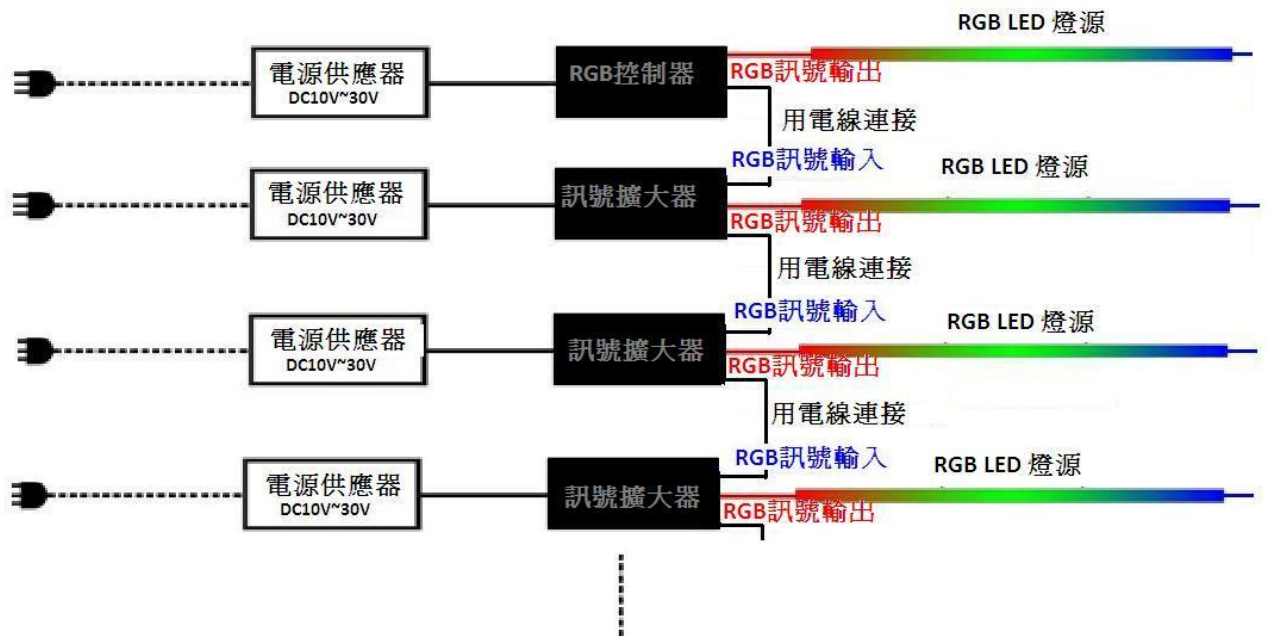 RGB LED 燈源
電源供應器
DC10V~30V
RGB控制器
RGB訊號輸出
用電線連接
RGB訊號輸入
RGB LED 燈源
電源供應器
DC10V~30V
訊號擴大器
RGB訊號輸出
用電線連接
RGB訊號輸入
RGB LED 燈源
電源供應器
DC10V~30V
訊號擴大器
RGB訊號輸出
用電線連接
RGB訊號輸入
RGB LED 燈源
電源供應器
DC10V~30V
訊號擴大器
RGB訊號輸出